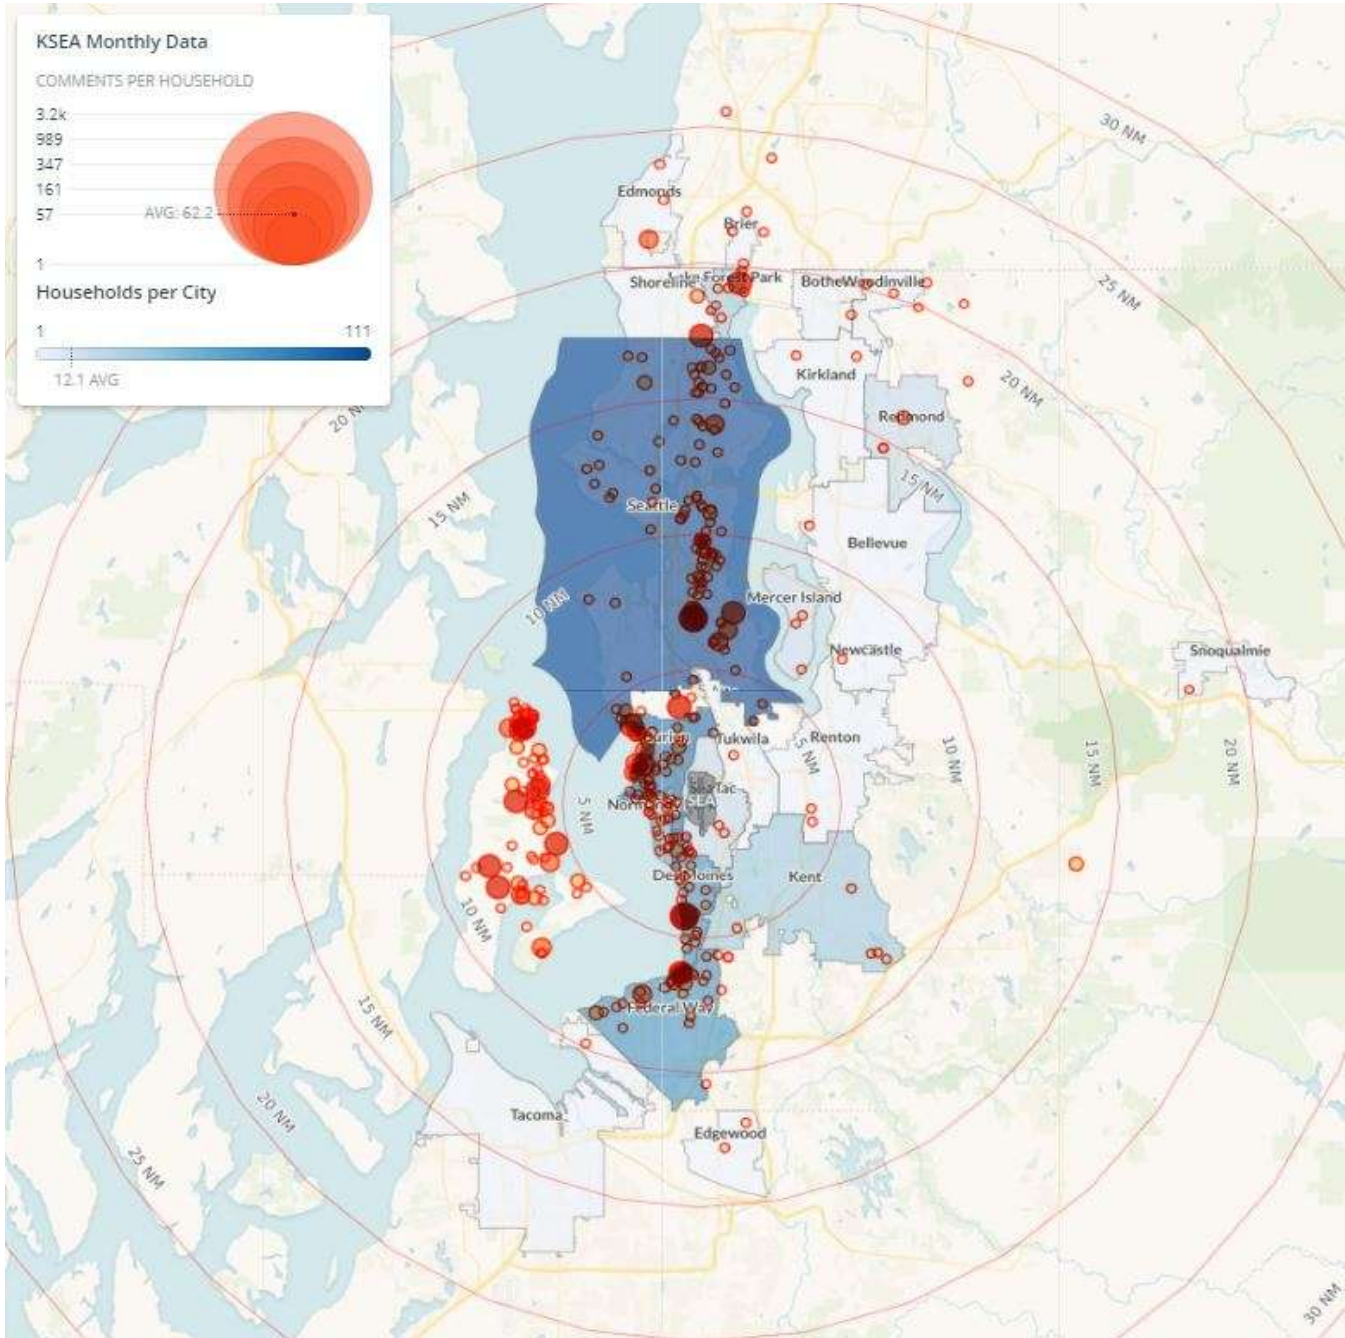 KSEA Monthly Data
COMMENTS PER HOUSEHOLD
3.2k
989
347
161
57
AVG: 62.2
1
Households per City
1
111
12.1 AVG
30 NM
Edmonds
Brier
Lake Forest Park
Shoreline
Bothe
Woodinville
25 NM
Kirkland
20 NM
20
Redmond
15 NM
15 NM
Seattle
Bellevue
10 NM
Mercer Island
Newcastle
Snoqualmie
Burien
Tukwila
5 NM
Renton
10 NM
15 NM
20 NM
SeaTac
SEA
5 NM
Des Moines
Kent
10 NM
Federal Way
15 NM
20 NM
Tacoma
Edgewood
25 NM
30 NM